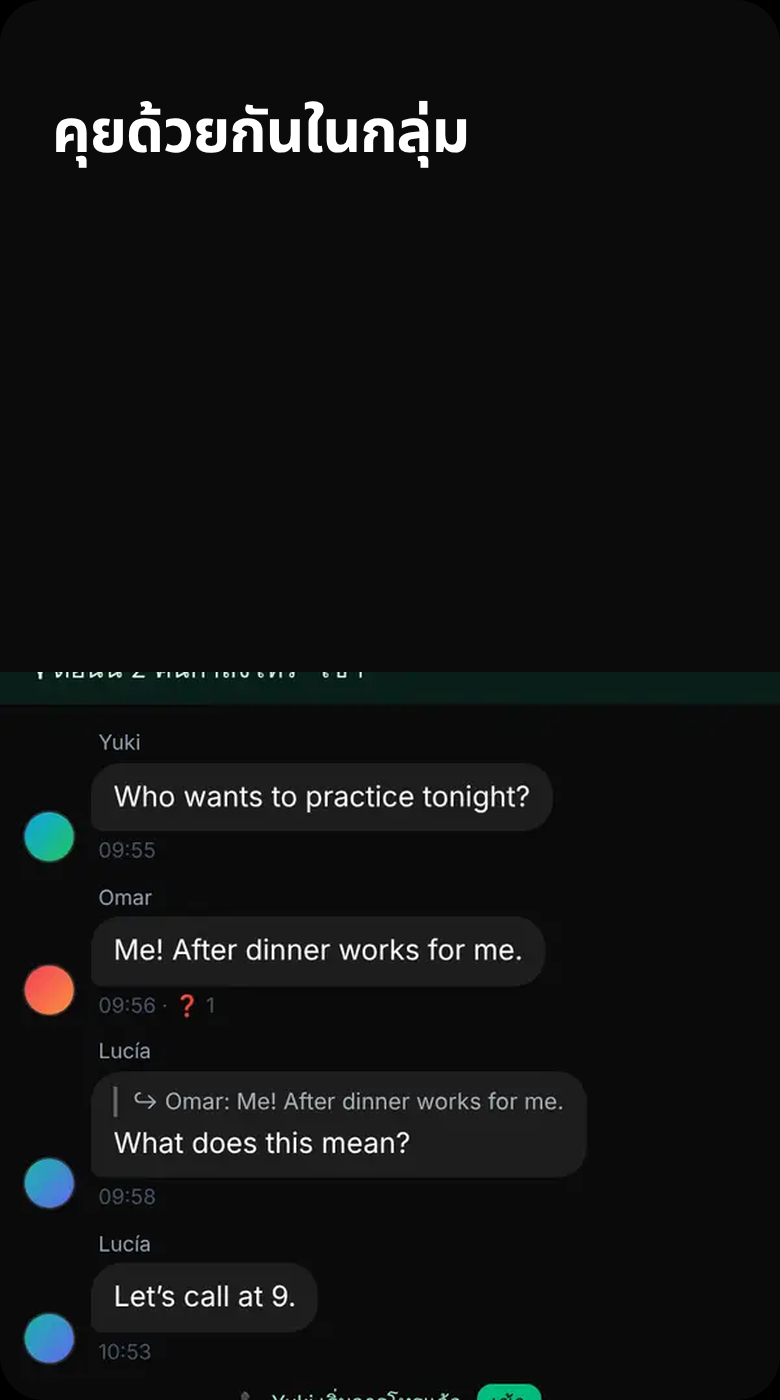 คุยด้วยกันในกลุ่ม
Yuki
Who wants to practice tonight?
09:55
Omar
Me! After dinner works for me.
09:56 · ❓ 1
Lucía
↪ Omar: Me! After dinner works for me.
What does this mean?
09:58
Lucía
Let’s call at 9.
10:53